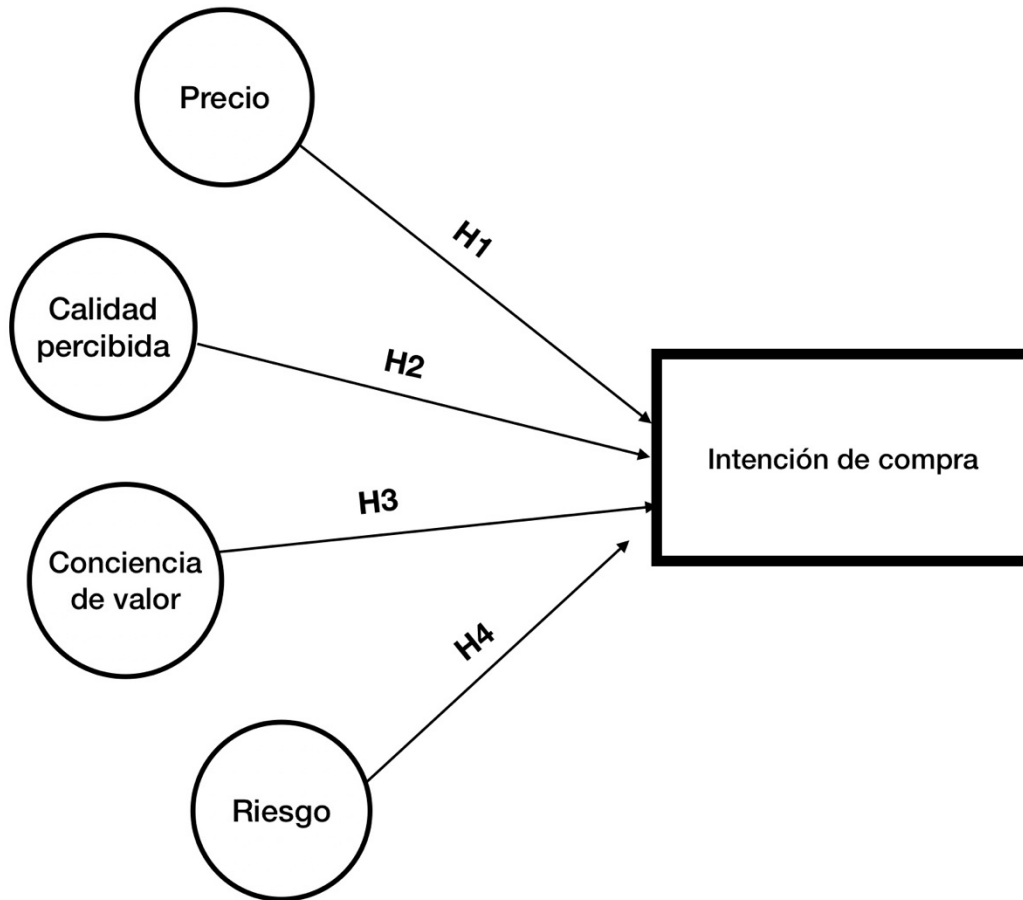 Precio
H1
Calidad
percibida
H2
Intención de compra
H3
Conciencia
de valor
H4
Riesgo